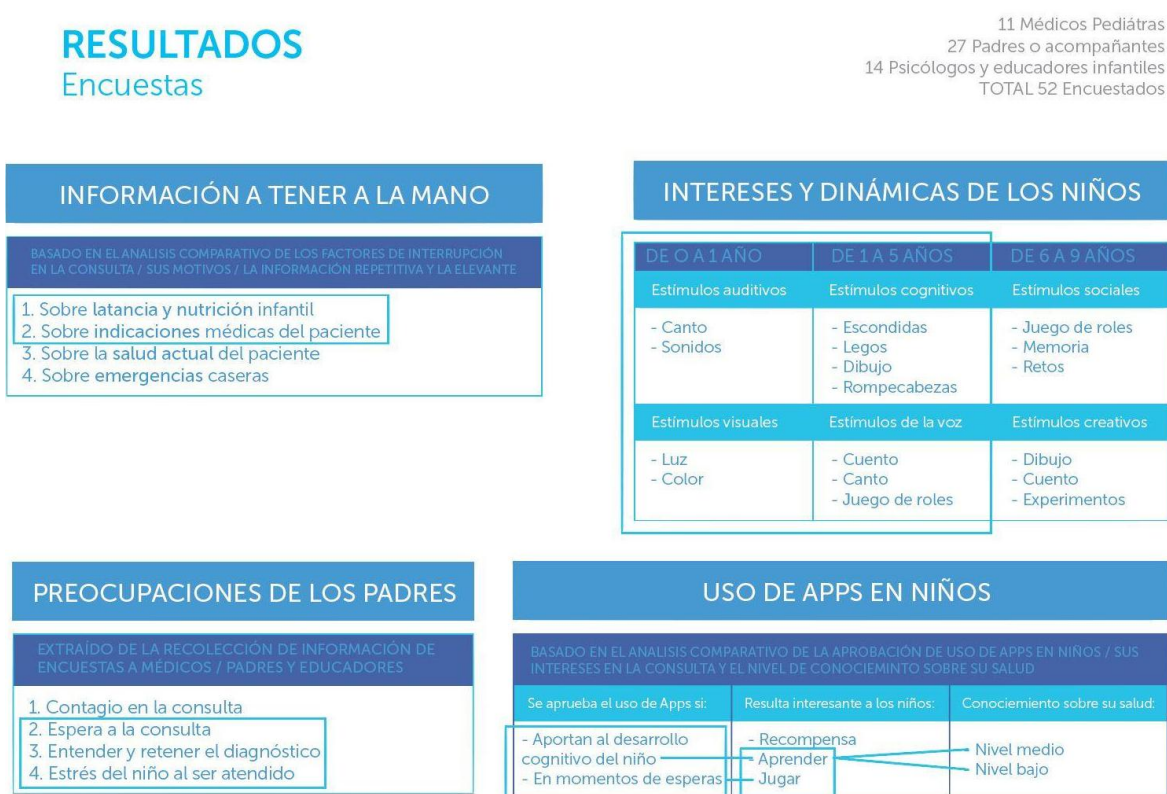 RESULTADOS
Encuestas
11 Médicos Pediátras
27 Padres o acompañantes
14 Psicólogos y educadores infantiles
TOTAL 52 Encuestados
INFORMACIÓN A TENER A LA MANO
BASADO EN EL ANALISIS COMPARATIVO DE LOS FACTORES DE INTERRUPCIÓN
EN LA CONSULTA / SUS MOTIVOS / LA INFORMACIÓN REPETITIVA Y LA ELEVANTE
1. Sobre latancia y nutrición infantil
2. Sobre indicaciones médicas del paciente
3. Sobre la salud actual del paciente
4. Sobre emergencias caseras
INTERESES Y DINÁMICAS DE LOS NIÑOS
DE O A 1 AÑO
Estímulos auditivos
- Canto
- Sonidos
Estímulos visuales
- Luz
- Color
DE 1 A 5 AÑOS
Estímulos cognitivos
- Escondidas
- Legos
- Dibujo
- Rompecabezas
Estímulos de la voz
- Cuento
- Canto
- Juego de roles
DE 6 A 9 AÑOS
Estímulos sociales
- Juego de roles
- Memoria
- Retos
Estímulos creativos
- Dibujo
- Cuento
- Experimentos
PREOCUPACIONES DE LOS PADRES
EXTRAÍDO DE LA RECOLECCIÓN DE INFORMACIÓN DE
ENCUESTAS A MÉDICOS / PADRES Y EDUCADORES
1. Contagio en la consulta
2. Espera a la consulta
3. Entender y retener el diagnóstico
4. Estrés del niño al ser atendido
USO DE APPS EN NIÑOS
BASADO EN EL ANALISIS COMPARATIVO DE LA APROBACIÓN DE USO DE APPS EN NIÑOS / SUS
INTERESES EN LA CONSULTA Y EL NIVEL DE CONOCIEMINTO SOBRE SU SALUD
Se aprueba el uso de Apps si:
- Aportan al desarrollo
cognitivo del niño
- En momentos de esperas
Resulta interesante a los niños:
- Recompensa
- Aprender
- Jugar
Conociemiento sobre su salud:
- Nivel medio
- Nivel bajo